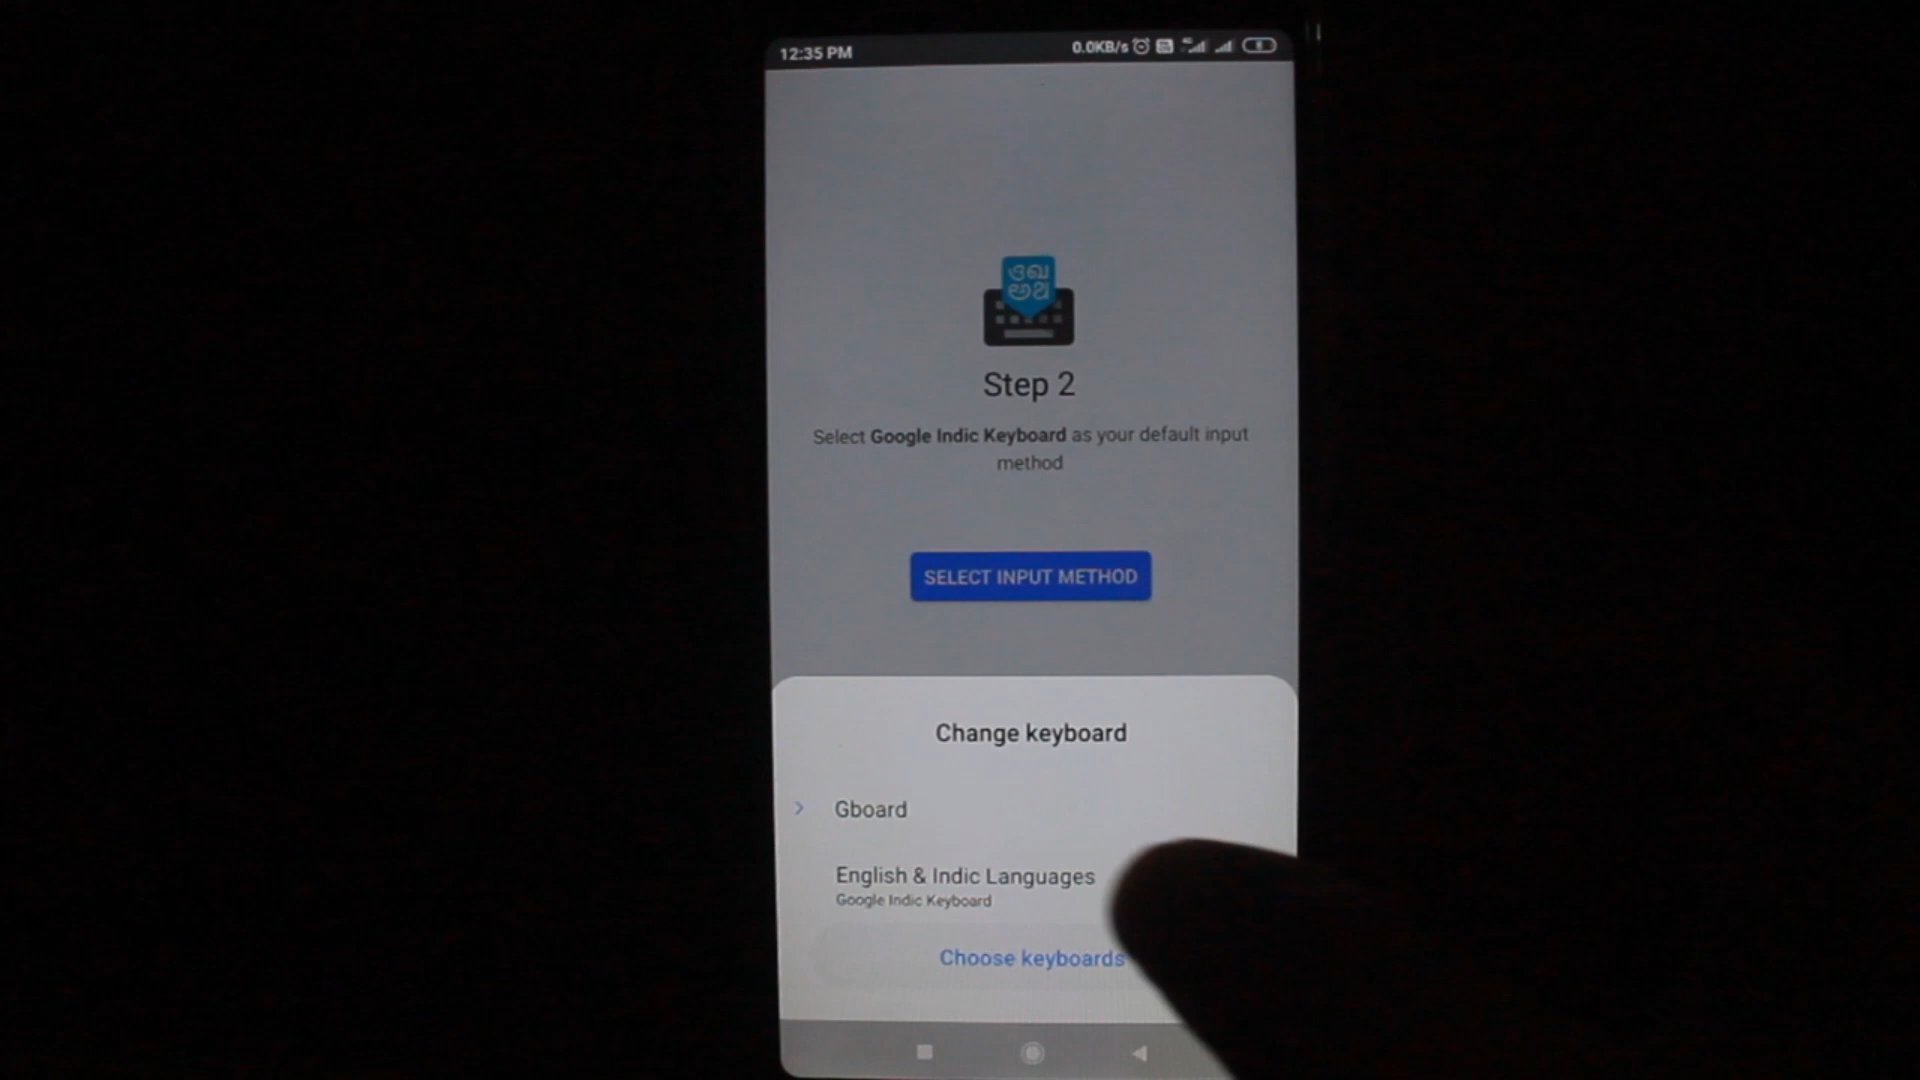 12:35 PM
0.0KB/s
Step 2
Select Google Indic Keyboard as your default input
method
SELECT INPUT METHOD
Change keyboard
Gboard
English & Indic Languages
Google Indic Keyboard
Choose keyboards